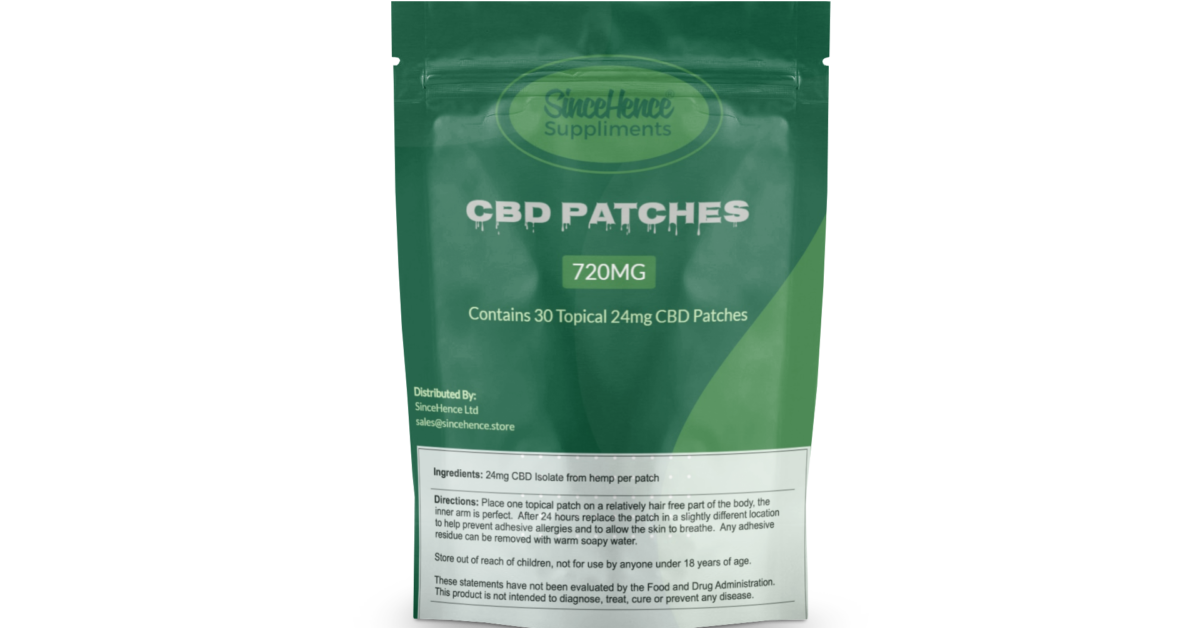 SinceHence®
Suppliments
CBD PATCHES
720MG
Contains 30 Topical 24mg CBD Patches
Distributed By:
SinceHence Ltd
sales@sincehence.store
Ingredients: 24mg CBD Isolate from hemp per patch
Directions: Place one topical patch on a relatively hair free part of the body, the
inner arm is perfect. After 24 hours replace the patch in a slightly different location
to help prevent adhesive allergies and to allow the skin to breathe. Any adhesive
residue can be removed with warm soapy water.
Store out of reach of children, not for use by anyone under 18 years of age.
These statements have not been evaluated by the Food and Drug Administration.
This product is not intended to diagnose, treat, cure or prevent any disease.